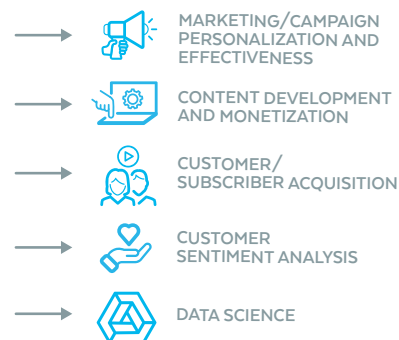 MARKETING/CAMPAIGN
PERSONALIZATION AND
EFFECTIVENESS
CONTENT DEVELOPMENT
AND MONETIZATION
CUSTOMER/
SUBSCRIBER ACQUISITION
CUSTOMER
SENTIMENT ANALYSIS
DATA SCIENCE